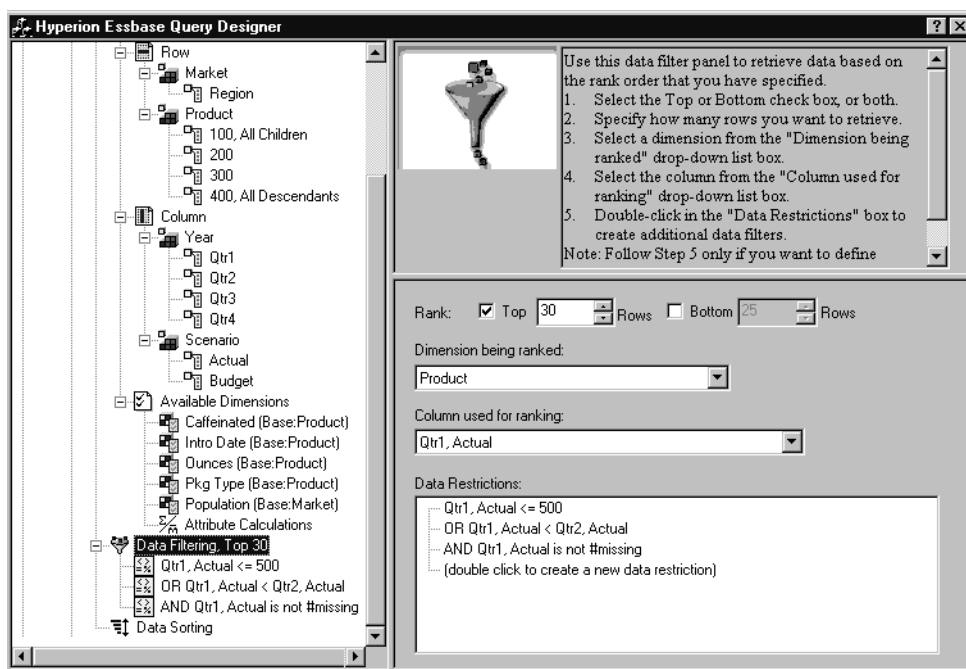 Hyperion Essbase Query Designer
Row
Market
Region
Product
100, All Children
200
300
400, All Descendants
Column
Year
Qtr1
Qtr2
Qtr3
Qtr4
Scenario
Actual
Budget
Available Dimensions
Caffeinated (Base:Product)
Intro Date (Base:Product)
Ounces (Base:Product)
Pkg Type (Base:Product)
Population (Base:Market)
Attribute Calculations
Data Filtering, Top 30
Qtr1, Actual <= 500
OR Qtr1, Actual < Qtr2, Actual
AND Qtr1, Actual is not #missing
Data Sorting
Use this data filter panel to retrieve data based on
the rank order that you have specified.
1. Select the Top or Bottom check box, or both.
2. Specify how many rows you want to retrieve.
3. Select a dimension from the "Dimension being
ranked" drop-down list box.
4. Select the column from the "Column used for
ranking" drop-down list box.
5. Double-click in the "Data Restrictions" box to
create additional data filters.
Note: Follow Step 5 only if you want to define
Rank: Top 30 Rows Bottom 25 Rows
Dimension being ranked:
Product
Column used for ranking:
Qtr1, Actual
Data Restrictions:
Qtr1, Actual <= 500
OR Qtr1, Actual < Qtr2, Actual
AND Qtr1, Actual is not #missing
(double click to create a new data restriction)